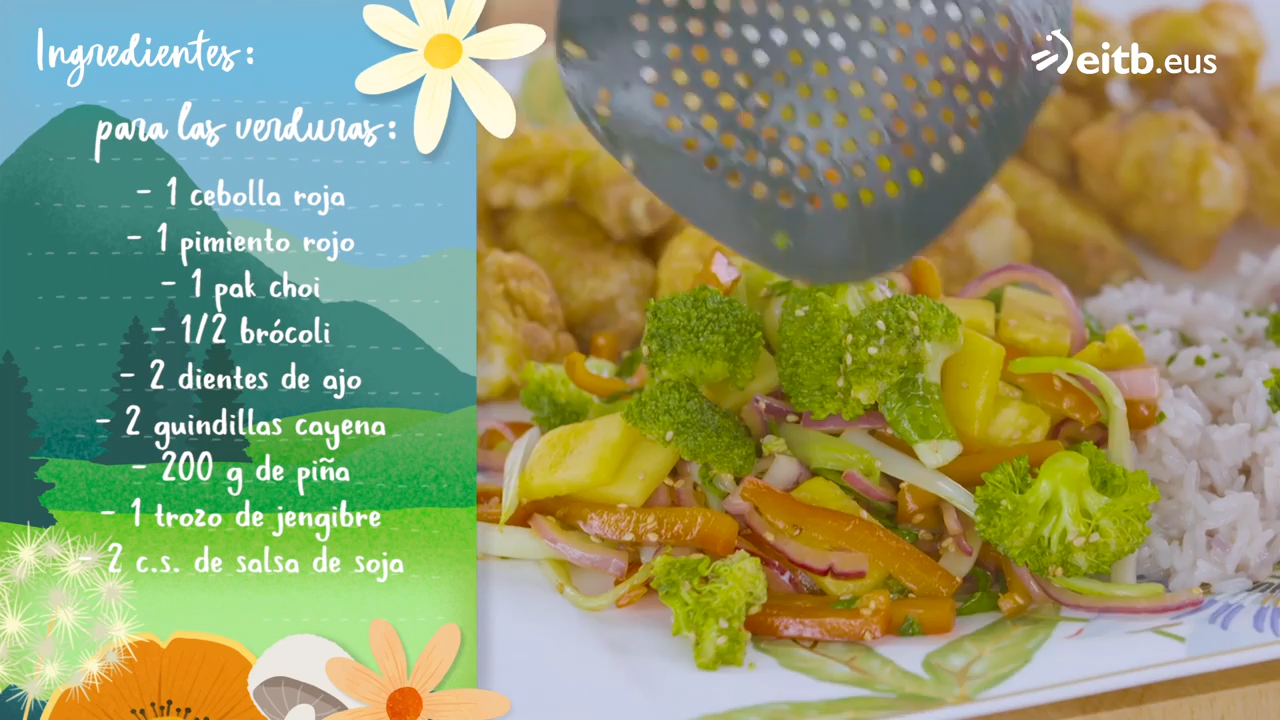 Ingredientes:
para las verduras:
- 1 cebolla roja
- 1 pimiento rojo
- 1 pak choi
- 1/2 brócoli
- 2 dientes de ajo
- 2 guindillas cayena
- 200 g de piña
- 1 trozo de jengibre
- 2 c.s. de salsa de soja
eitb.eus